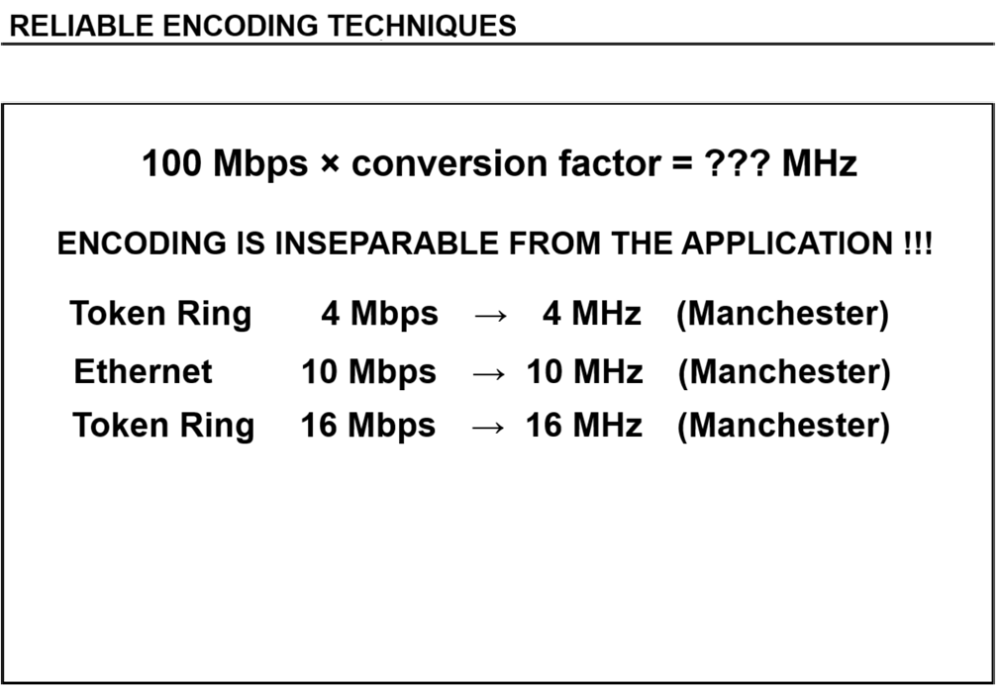 RELIABLE ENCODING TECHNIQUES
100 Mbps × conversion factor = ??? MHz
ENCODING IS INSEPARABLE FROM THE APPLICATION !!!
Token Ring 4 Mbps → 4 MHz (Manchester)
Ethernet 10 Mbps → 10 MHz (Manchester)
Token Ring 16 Mbps → 16 MHz (Manchester)